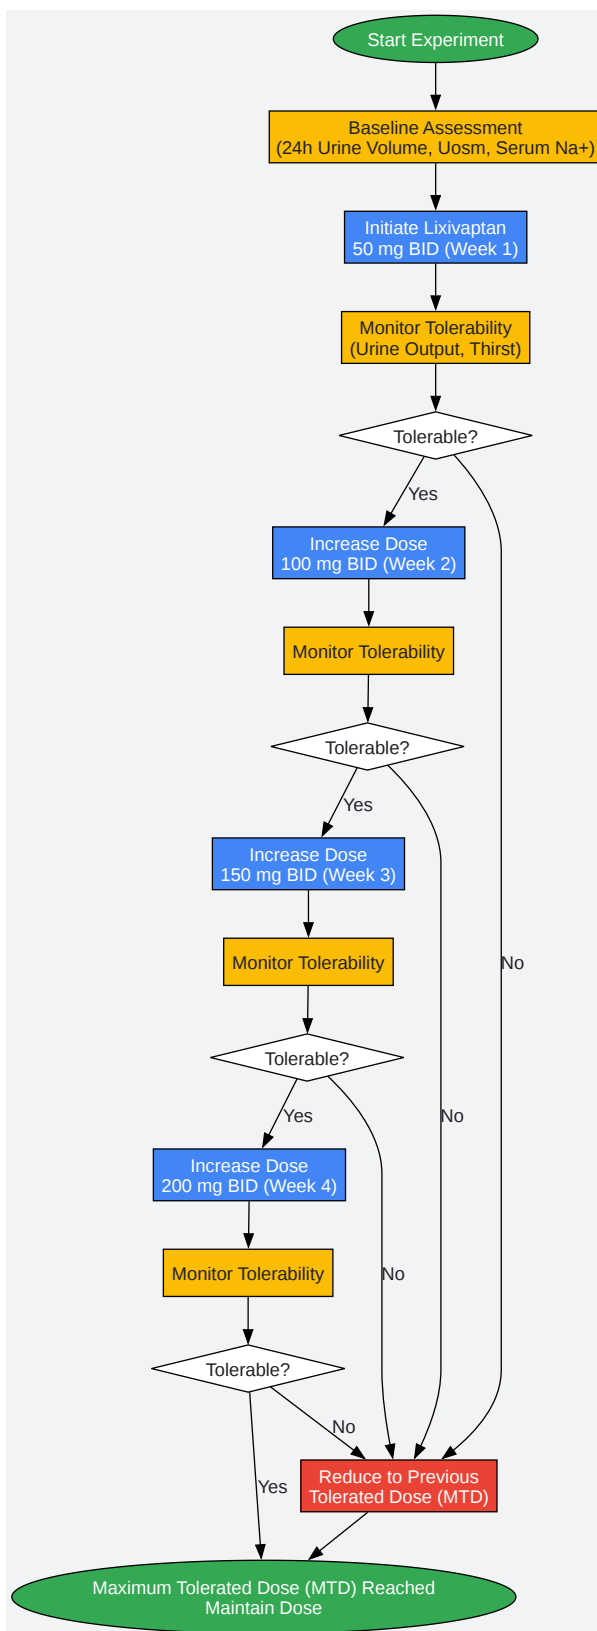 Start Experiment
Baseline Assessment
(24h Urine Volume, Uosm, Serum Na+)
Initiate Lixivaptan
50 mg BID (Week 1)
Monitor Tolerability
(Urine Output, Thirst)
Tolerable?
Yes
Increase Dose
100 mg BID (Week 2)
Monitor Tolerability
Tolerable?
Yes
Increase Dose
150 mg BID (Week 3)
Monitor Tolerability
No
Tolerable?
Yes
No
Increase Dose
200 mg BID (Week 4)
Monitor Tolerability
No
Tolerable?
No
Yes
Reduce to Previous
Tolerated Dose (MTD)
Maximum Tolerated Dose (MTD) Reached
Maintain Dose